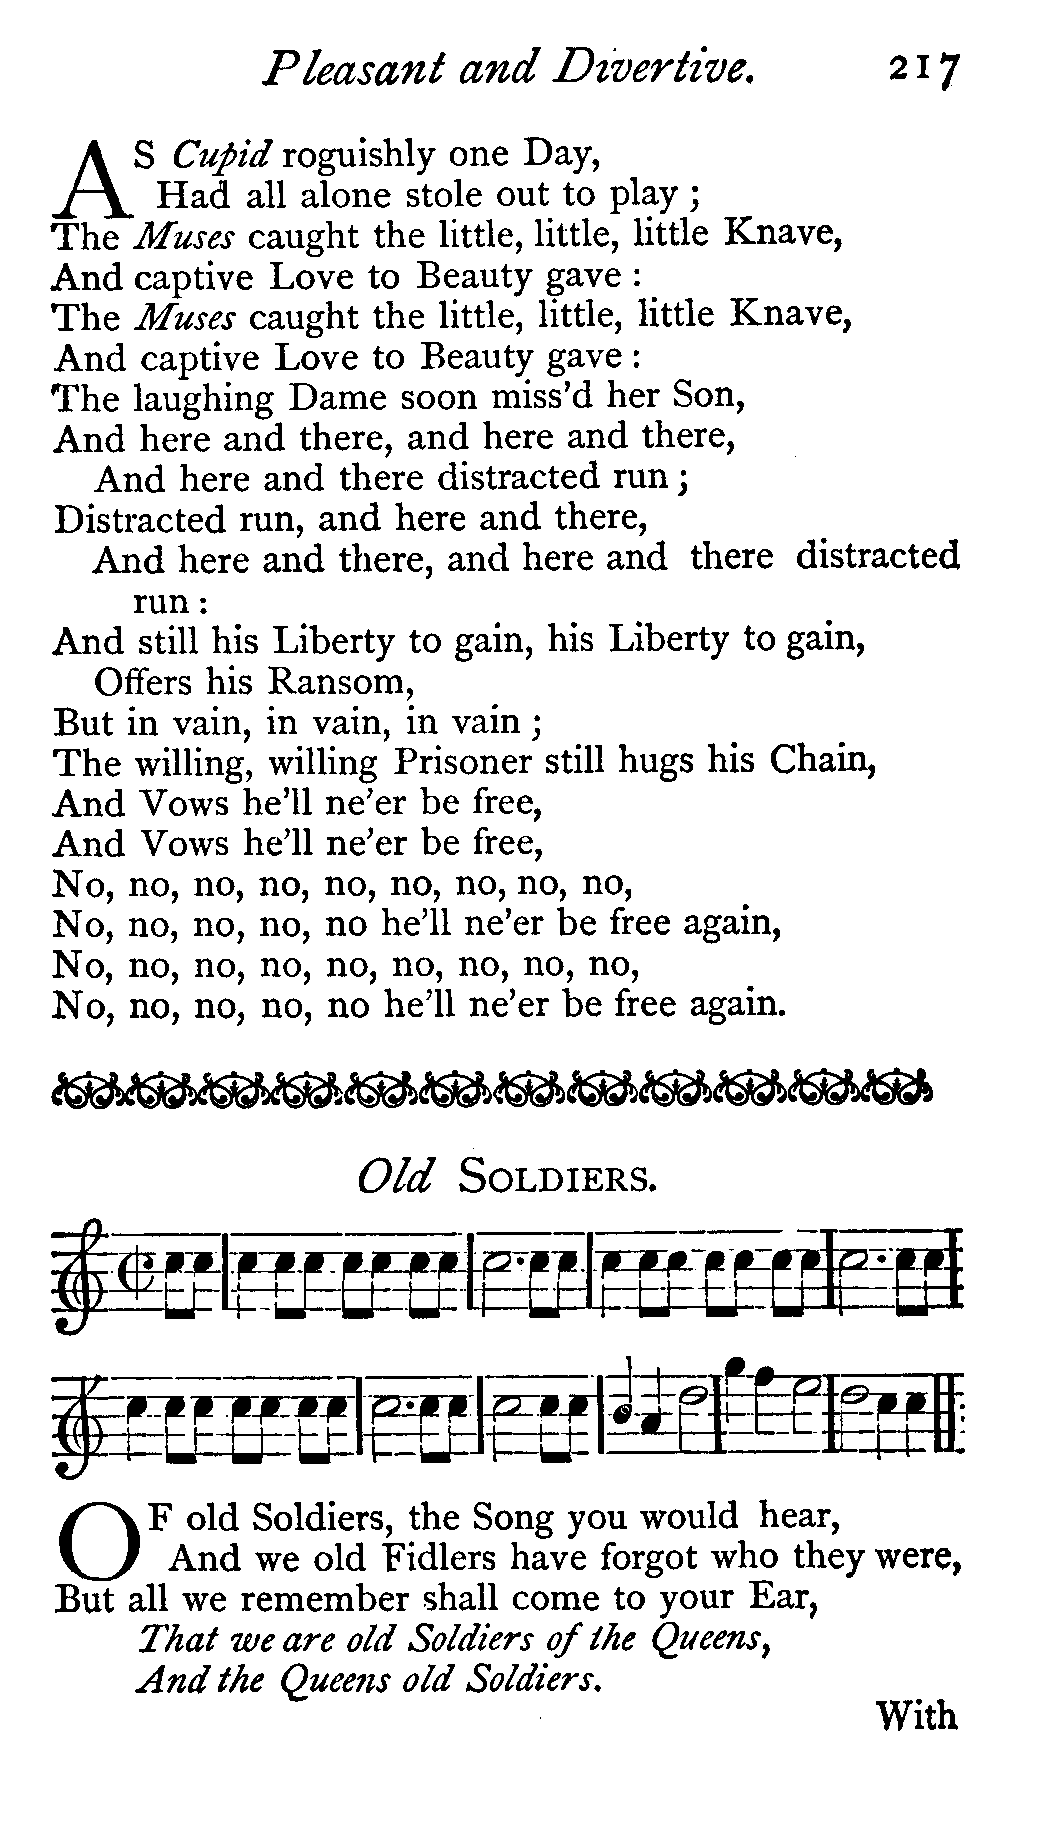 Pleasant and Divertive. 217
AS Cupid roguishly one Day,
Had all alone stole out to play ;
The Muses caught the little, little, little Knave,
And captive Love to Beauty gave :
The Muses caught the little, little, little Knave,
And captive Love to Beauty gave :
The laughing Dame soon miss'd her Son,
And here and there, and here and there,
And here and there distracted run ;
Distracted run, and here and there,
And here and there, and here and there distracted
run :
And still his Liberty to gain, his Liberty to gain,
Offers his Ransom,
But in vain, in vain, in vain ;
The willing, willing Prisoner still hugs his Chain,
And Vows he'll ne'er be free,
And Vows he'll ne'er be free,
No, no, no, no, no, no, no, no, no,
No, no, no, no, no he'll ne'er be free again,
No, no, no, no, no, no, no, no, no,
No, no, no, no, no he'll ne'er be free again.
Old SOLDIERS.
OF old Soldiers, the Song you would hear,
And we old Fidlers have forgot who they were,
But all we remember shall come to your Ear,
That we are old Soldiers of the Queens,
And the Queens old Soldiers.
With